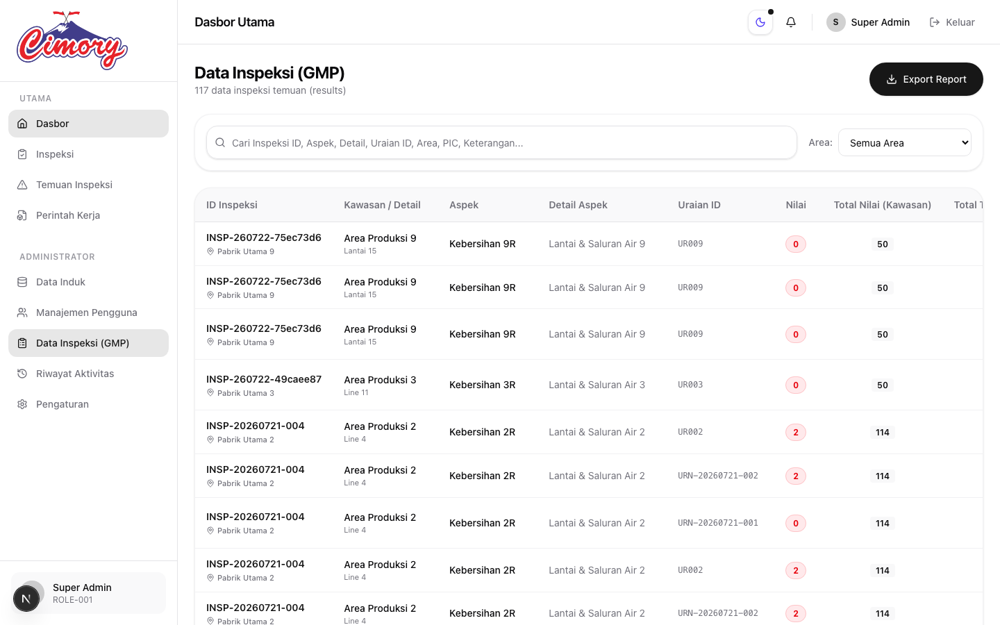 Cimory
Dasbor Utama
S
Super Admin
Keluar
UTAMA
Dasbor
Inspeksi
Temuan Inspeksi
Perintah Kerja
ADMINISTRATOR
Data Induk
Manajemen Pengguna
Data Inspeksi (GMP)
Riwayat Aktivitas
Pengaturan
N
Super Admin
ROLE-001
Data Inspeksi (GMP)
117 data inspeksi temuan (results)
Export Report
Cari Inspeksi ID, Aspek, Detail, Uraian ID, Area, PIC, Keterangan...
Area:
Semua Area
ID Inspeksi Kawasan / Detail Aspek Detail Aspek Uraian ID Nilai Total Nilai (Kawasan) Total
INSP-260722-75ec73d6 Area Produksi 9 Kebersihan 9R Lantai & Saluran Air 9 UR009 0 50
Pabrik Utama 9 Lantai 15
INSP-260722-75ec73d6 Area Produksi 9 Kebersihan 9R Lantai & Saluran Air 9 UR009 0 50
Pabrik Utama 9 Lantai 15
INSP-260722-75ec73d6 Area Produksi 9 Kebersihan 9R Lantai & Saluran Air 9 UR009 0 50
Pabrik Utama 9 Lantai 15
INSP-260722-49caee87 Area Produksi 3 Kebersihan 3R Lantai & Saluran Air 3 UR003 0 50
Pabrik Utama 3 Line 11
INSP-20260721-004 Area Produksi 2 Kebersihan 2R Lantai & Saluran Air 2 UR002 2 114
Pabrik Utama 2 Line 4
INSP-20260721-004 Area Produksi 2 Kebersihan 2R Lantai & Saluran Air 2 URN-20260721-002 2 114
Pabrik Utama 2 Line 4
INSP-20260721-004 Area Produksi 2 Kebersihan 2R Lantai & Saluran Air 2 URN-20260721-001 0 114
Pabrik Utama 2 Line 4
INSP-20260721-004 Area Produksi 2 Kebersihan 2R Lantai & Saluran Air 2 UR002 2 114
Pabrik Utama 2 Line 4
INSP-20260721-004 Area Produksi 2 Kebersihan 2R Lantai & Saluran Air 2 URN-20260721-002 2 114
Pabrik Utama 2 Line 4